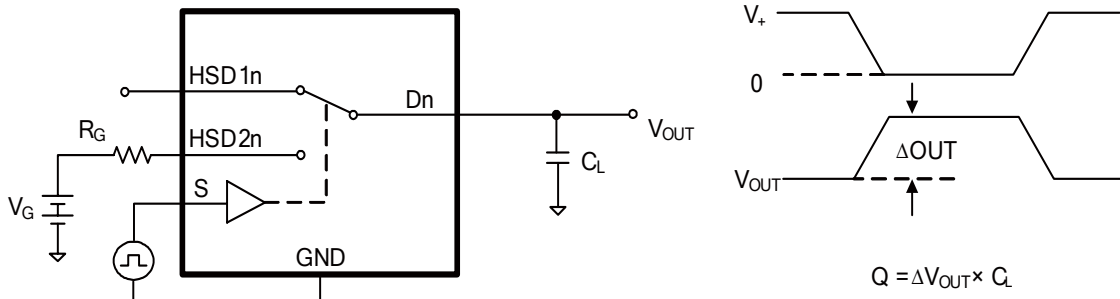 HSD1n
Dn
V_OUT
R_G
HSD2n
C_L
S
V_G
GND
V_+
0
ΔOUT
V_OUT
Q = ΔV_OUT × C_L